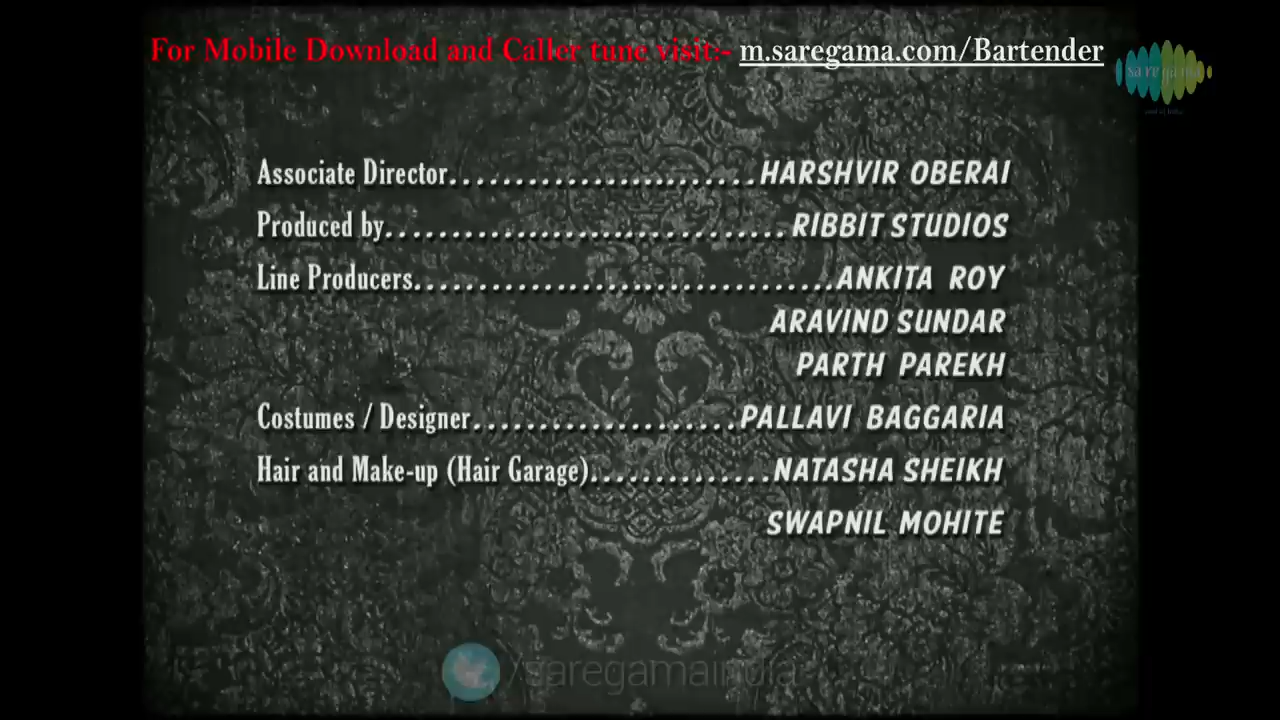 For Mobile Download and Caller tune visit:- m.saregama.com/Bartender
saregama
Associate Director.......................HARSHVIR OBERAI
Produced by..............................RIBBIT STUDIOS
Line Producers................................ANKITA ROY
ARAVIND SUNDAR
PARTH PAREKH
Costumes / Designer....................PALLAVI BAGGARIA
Hair and Make-up (Hair Garage)..............NATASHA SHEIKH
SWAPNIL MOHITE
/saregamaindia